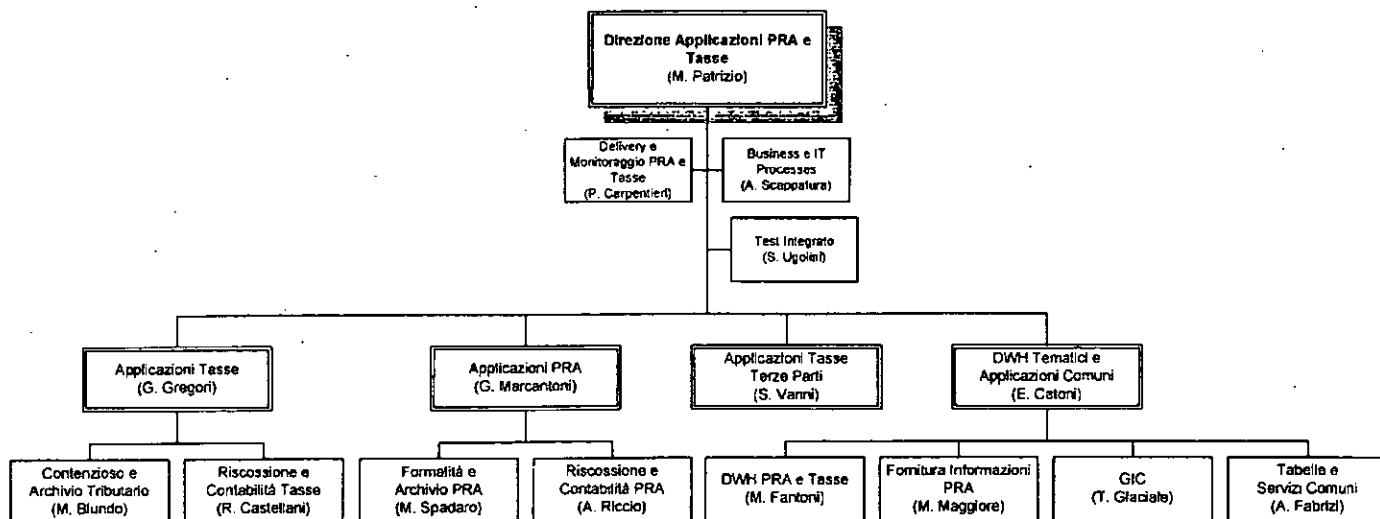 Direzione Applicazioni PRA e
Tasse
(M. Patrizio)
Delivery e
Monitoraggio PRA e
Tasse
(P. Carpentieri)
Business e IT
Processes
(A. Scappatura)
Test Integrato
(S. Ugolini)
Applicazioni Tasse
(G. Gregori)
Applicazioni PRA
(G. Marcantoni)
Applicazioni Tasse
Terze Parti
(S. Vanni)
DWH Tematici e
Applicazioni Comuni
(E. Catoni)
Contenzioso e
Archivio Tributario
(M. Blundo)
Riscossione e
Contabilità Tasse
(R. Castellani)
Formalità e
Archivio PRA
(M. Spadaro)
Riscossione e
Contabilità PRA
(A. Riccio)
DWH PRA e Tasse
(M. Fantoni)
Fornitura Informazioni
PRA
(M. Maggiore)
GIC
(T. Glaciale)
Tabelle e
Servizi Comuni
(A. Fabrizi)